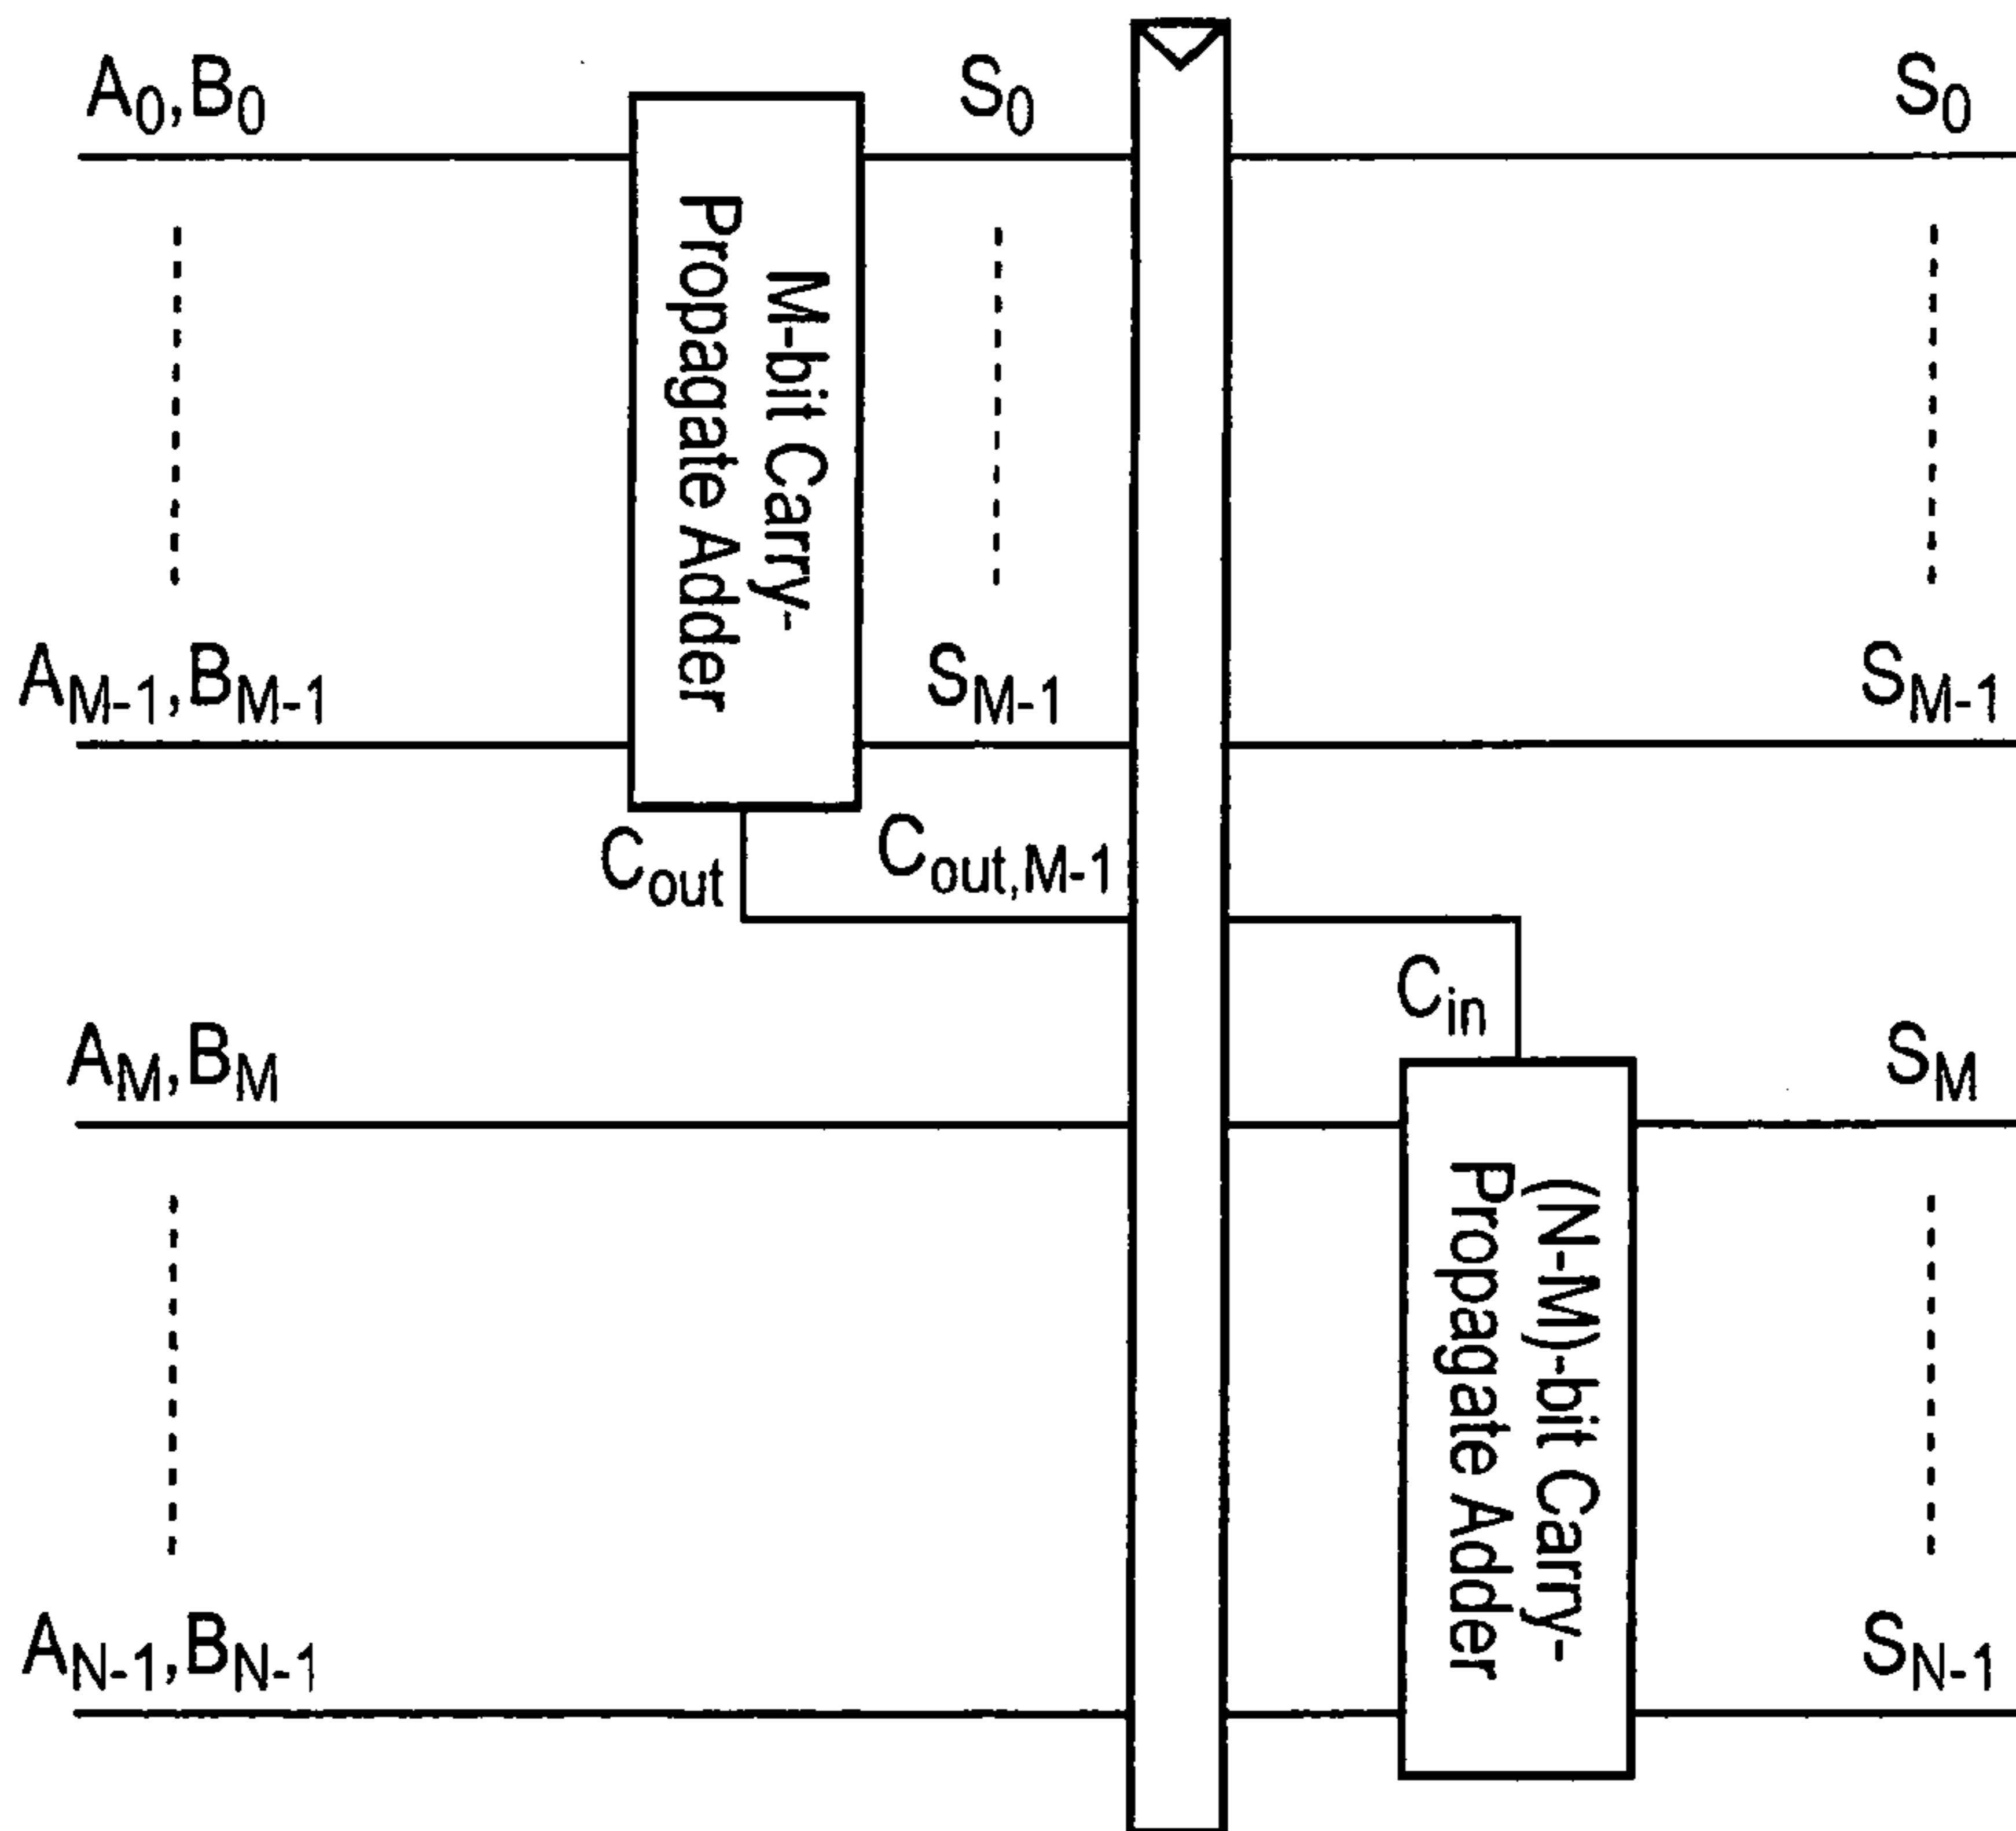 A0,B0
S0
S0
M-bit Carry-
Propagate Adder
AM-1,BM-1
SM-1
SM-1
Cout
Cout,M-1
Cin
AM,BM
SM
(N-M)-bit Carry-
Propagate Adder
AN-1,BN-1
SN-1